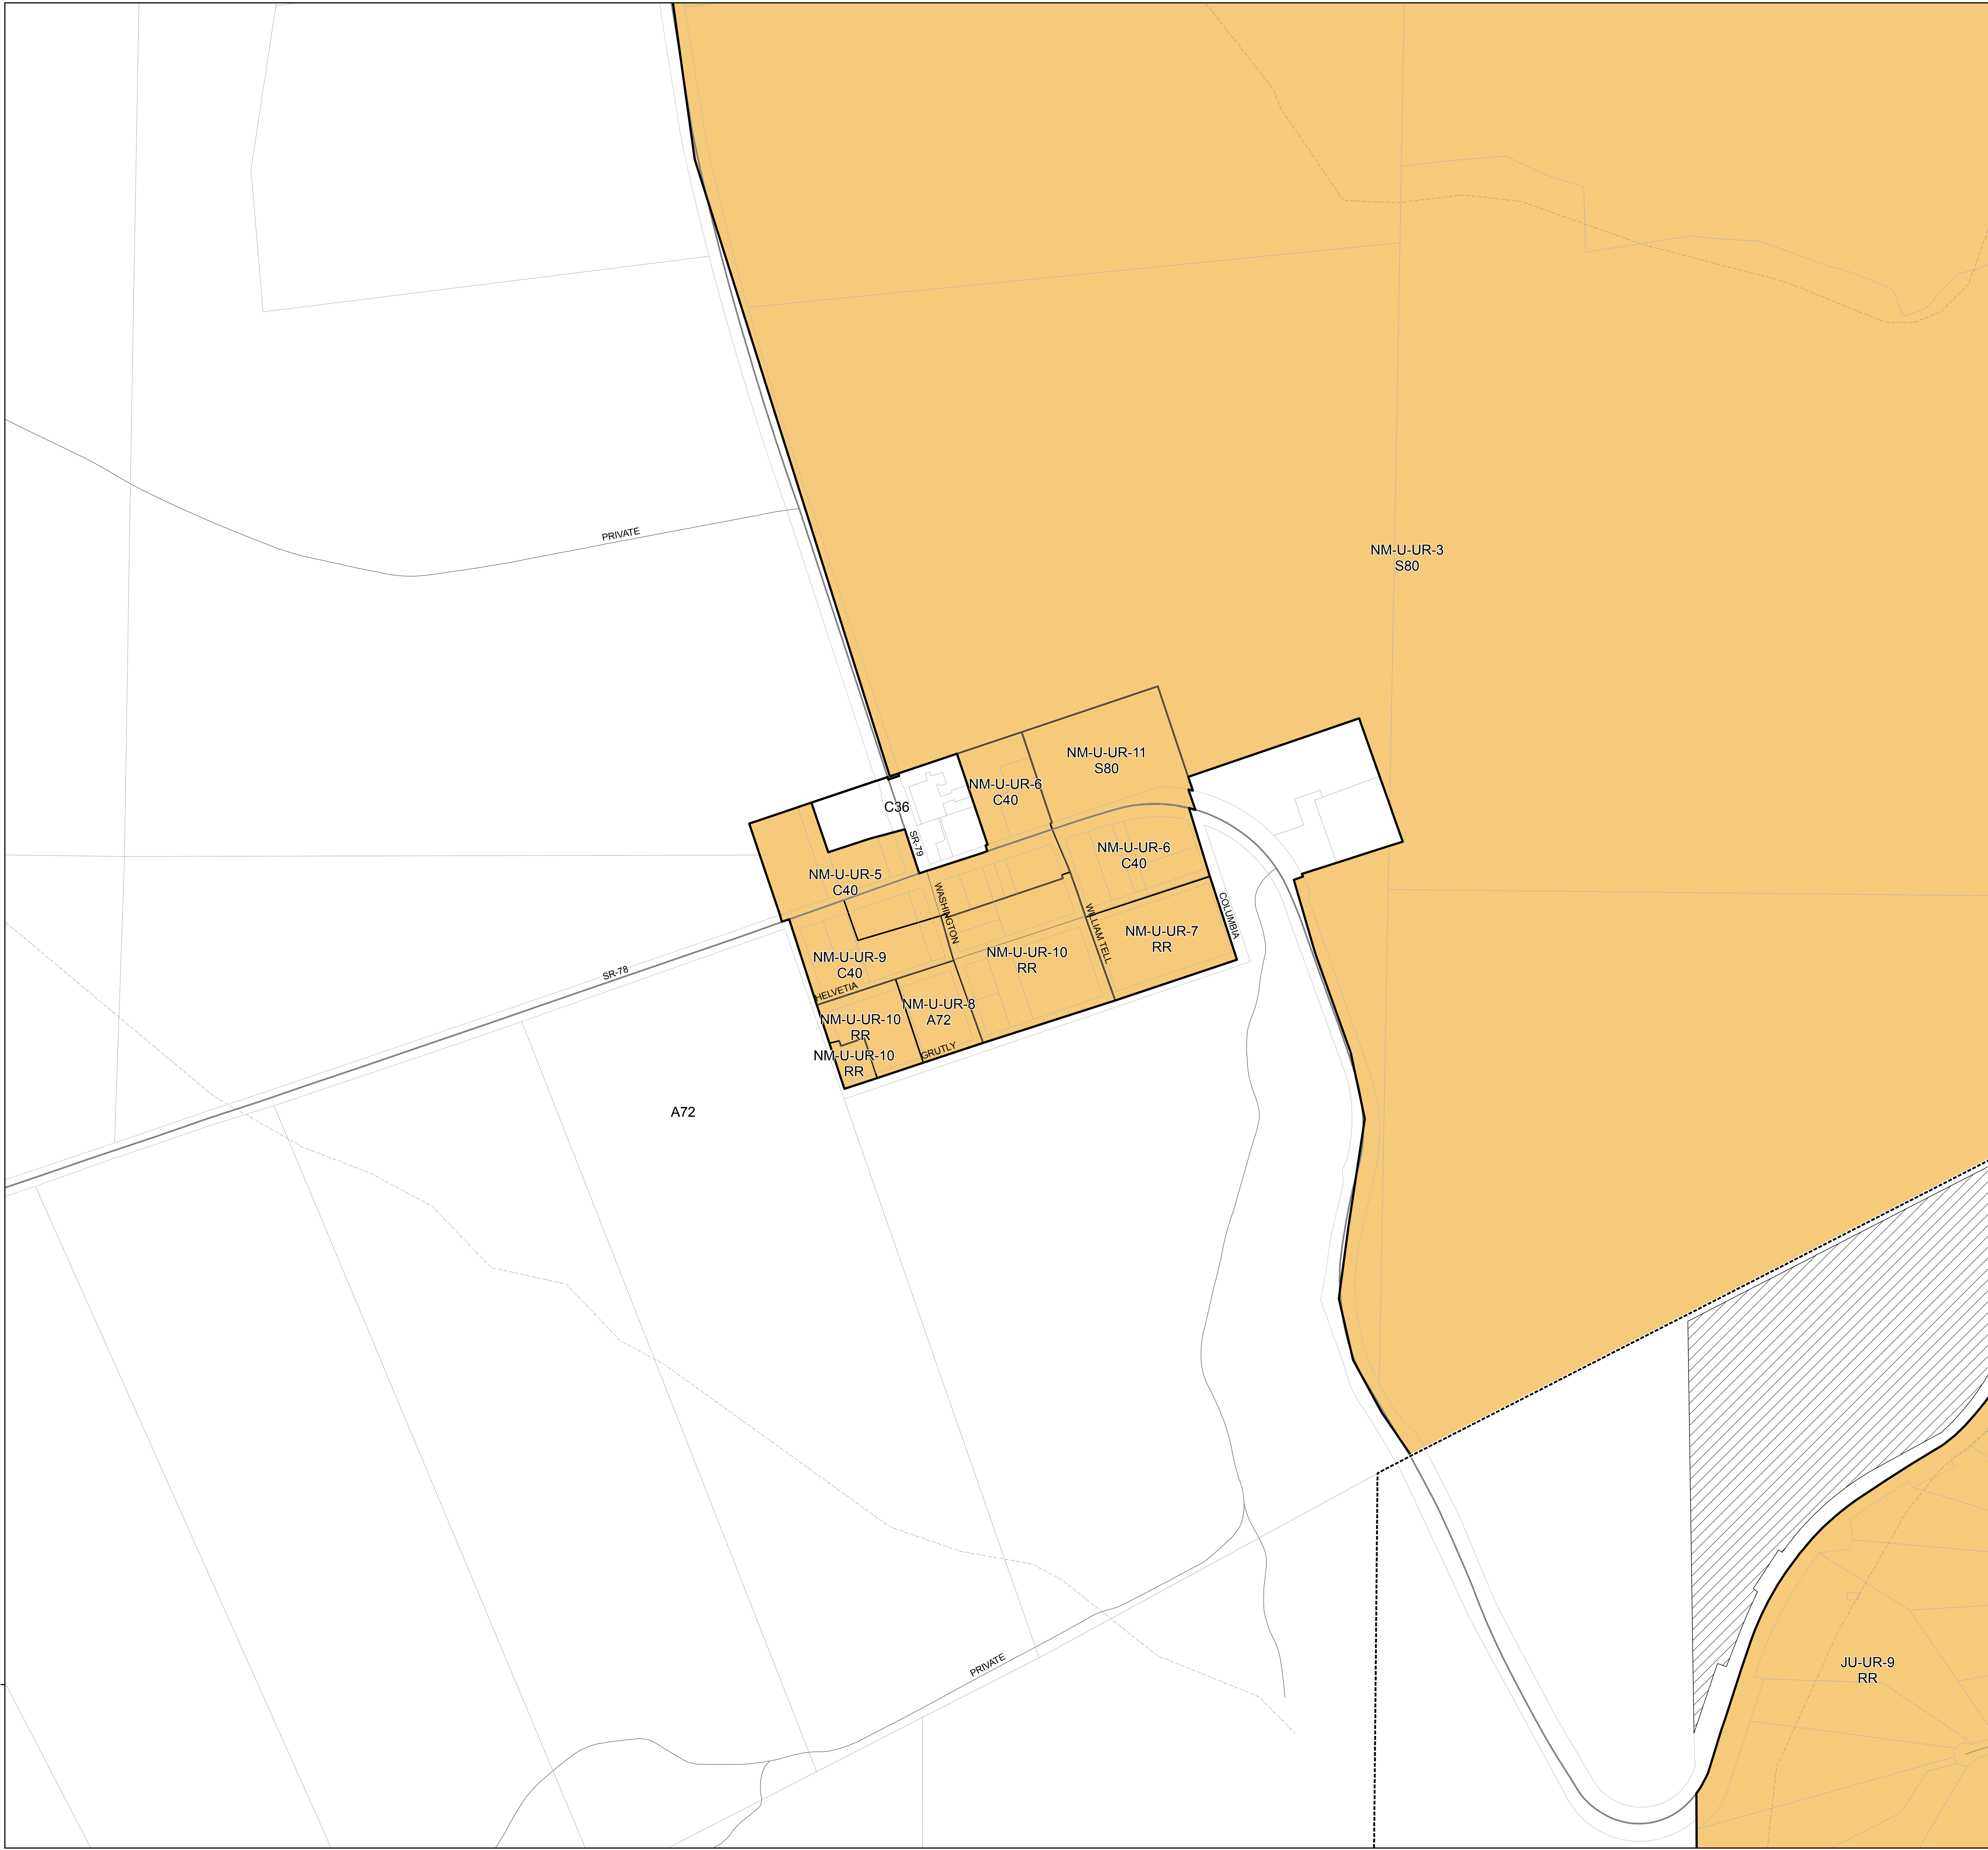 PRIVATE
NM-U-UR-3
S80
NM-U-UR-11
S80
NM-U-UR-6
C40
C36
SR-79
NM-U-UR-6
C40
NM-U-UR-5
C40
WASHINGTON
WILLIAM TELL
COLUMBIA
NM-U-UR-7
RR
NM-U-UR-10
RR
NM-U-UR-9
C40
SR-78
HELVETIA
NM-U-UR-8
A72
NM-U-UR-10
RR
GRUTLY
NM-U-UR-10
RR
A72
PRIVATE
JU-UR-9
RR